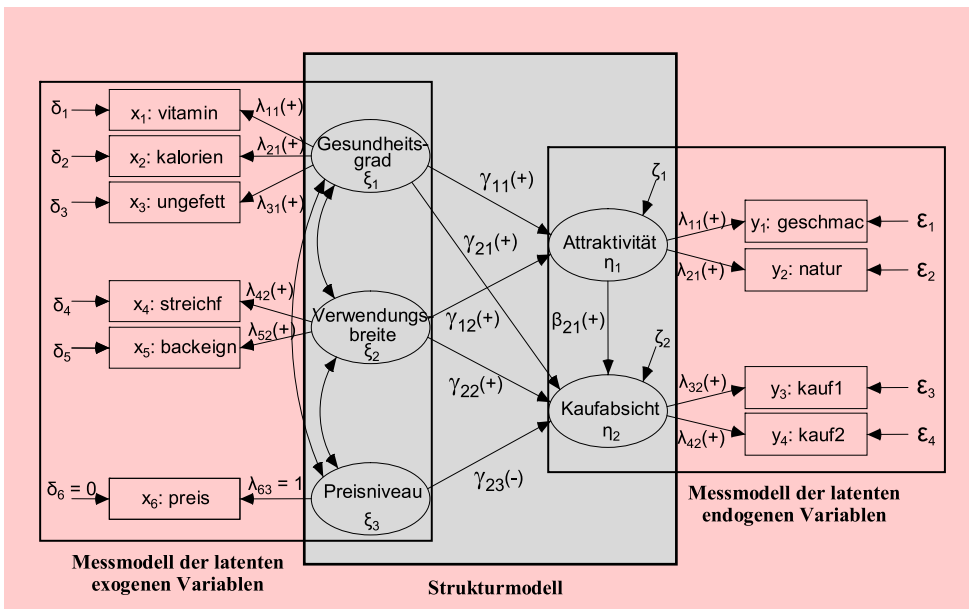 δ1
x1: vitamin
λ11(+)
δ2
x2: kalorien
λ21(+)
δ3
x3: ungefett
λ31(+)
δ4
x4: streichf
λ42(+)
δ5
x5: backeign
λ52(+)
δ6 = 0
x6: preis
λ63 = 1
Gesundheits-
grad
ξ1
Verwendungs-
breite
ξ2
Preisniveau
ξ3
γ11(+)
γ21(+)
γ12(+)
γ22(+)
γ23(-)
ζ1
Attraktivität
η1
β21(+)
ζ2
Kaufabsicht
η2
λ11(+)
y1: geschmac
ε1
λ21(+)
y2: natur
ε2
λ32(+)
y3: kauf1
ε3
λ42(+)
y4: kauf2
ε4
Messmodell der latenten
exogenen Variablen
Strukturmodell
Messmodell der latenten
endogenen Variablen